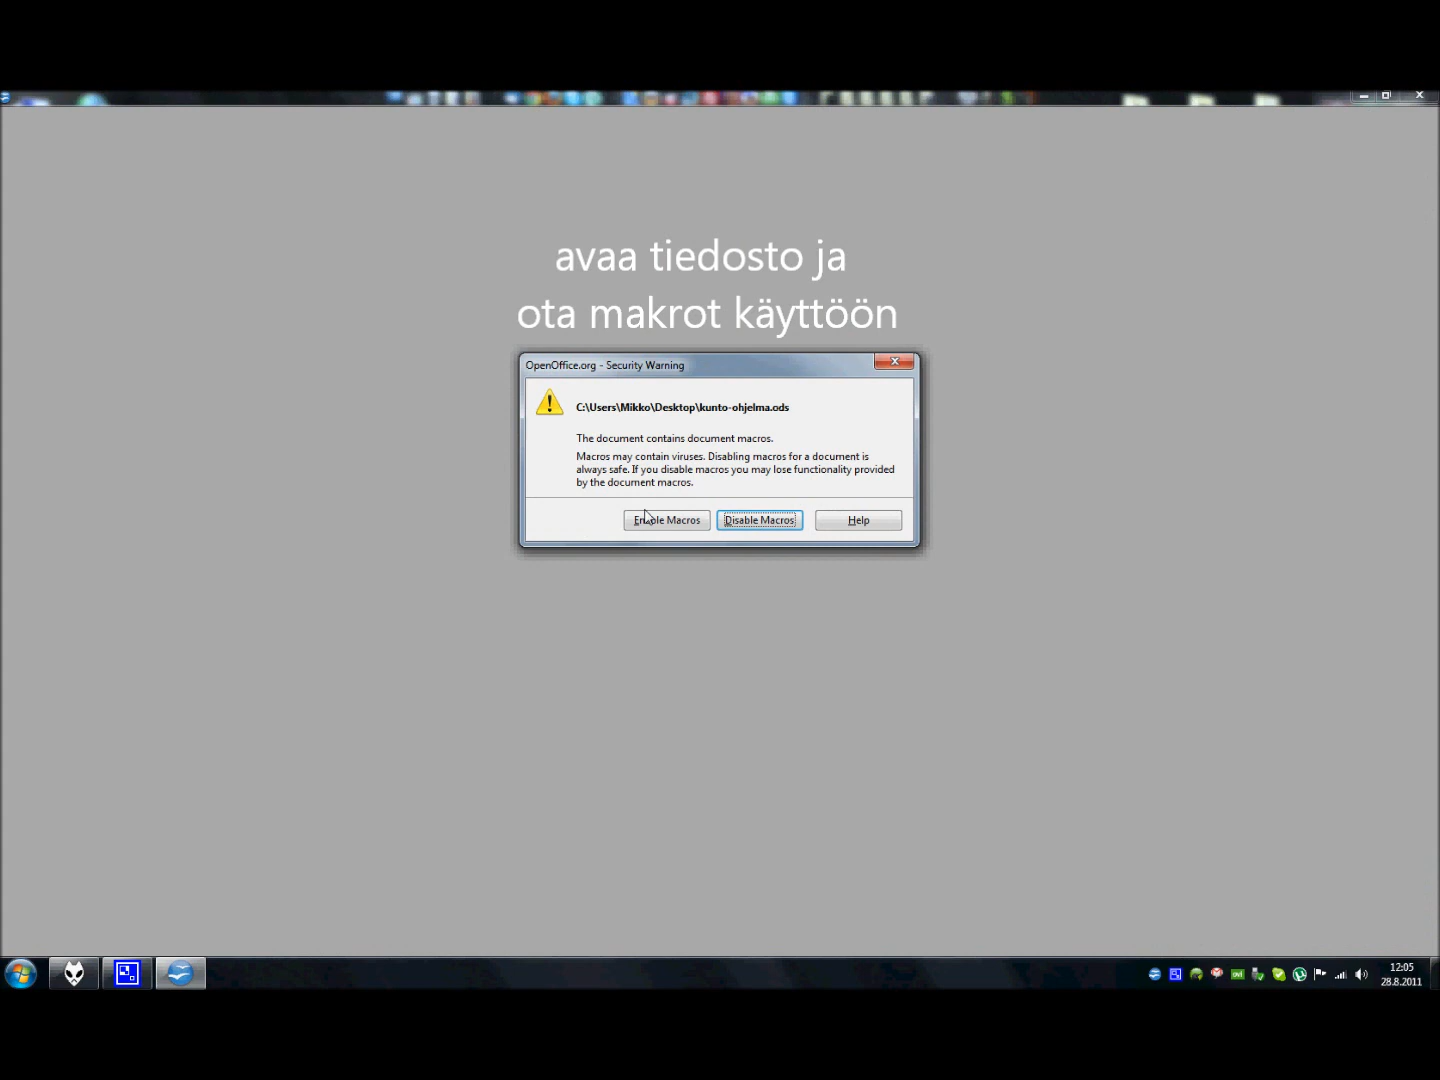 avaa tiedosto ja
ota makrot käyttöön
OpenOffice.org - Security Warning
C:\Users\Mikko\Desktop\kunto-ohjelma.ods
The document contains document macros.
Macros may contain viruses. Disabling macros for a document is
always safe. If you disable macros you may lose functionality provided
by the document macros.
Enable Macros Disable Macros Help
ovi
12:05
28.8.2011